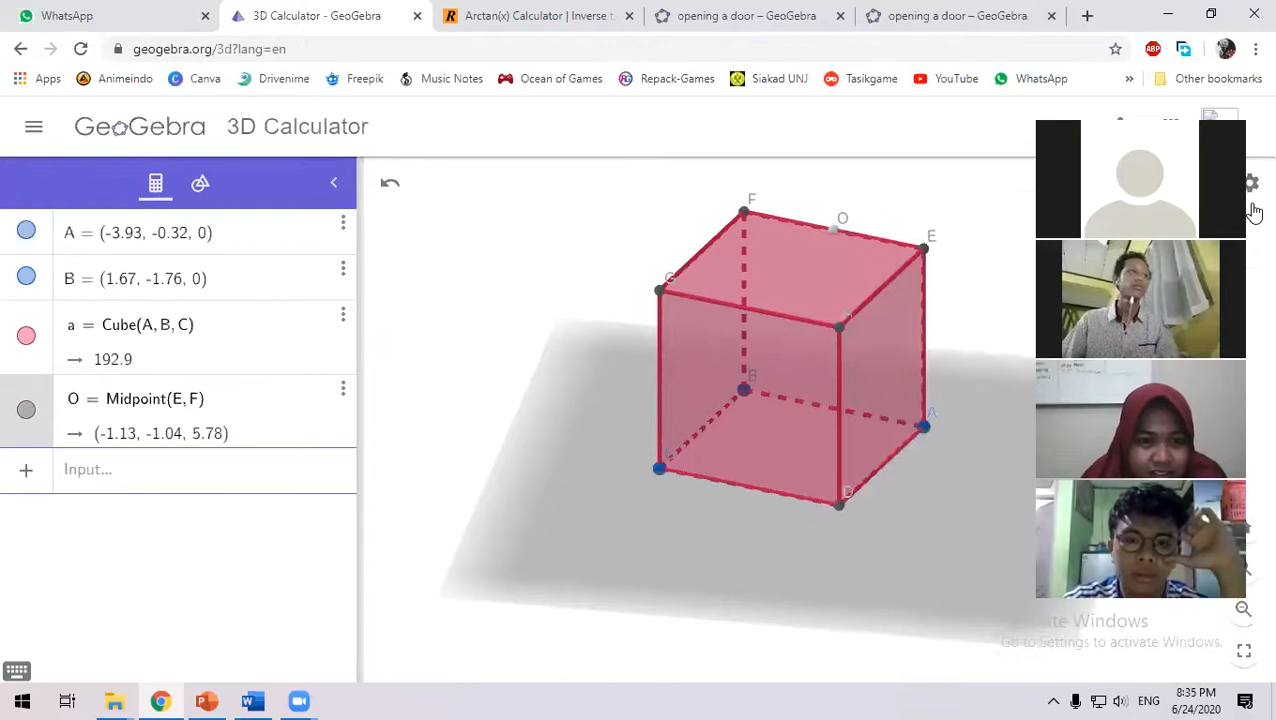 WhatsApp
3D Calculator - GeoGebra
Arctan(x) Calculator | Inverse t
opening a door – GeoGebra
opening a door – GeoGebra
geogebra.org/3d?lang=en
ABP
Apps
Animeindo
Canva
Drivenime
Freepik
Music Notes
Ocean of Games
Repack-Games
Siakad UNJ
Tasikgame
YouTube
WhatsApp
»
Other bookmarks
GeoGebra 3D Calculator
A = (-3.93, -0.32, 0)
B = (1.67, -1.76, 0)
a = Cube(A, B, C)
→ 192.9
O = Midpoint(E, F)
→ (-1.13, -1.04, 5.78)
+ Input...
F
O
E
G
H
B
A
C
D
Windows
Go to Settings to activate Windows.
ENG
8:35 PM
6/24/2020